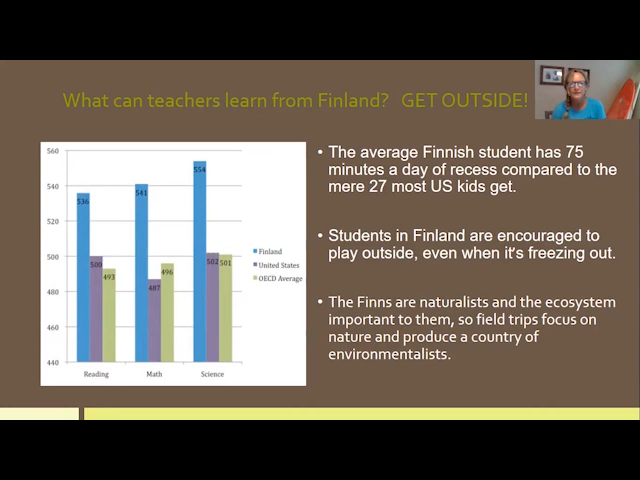 What can teachers learn from Finland? GET OUTSIDE!
560
540
520
500
480
460
440
536
500
493
541
487
496
554
502
501
Reading
Math
Science
Finland
United States
OECD Average
• The average Finnish student has 75
minutes a day of recess compared to the
mere 27 most US kids get.
• Students in Finland are encouraged to
play outside, even when it's freezing out.
• The Finns are naturalists and the ecosystem
important to them, so field trips focus on
nature and produce a country of
environmentalists.